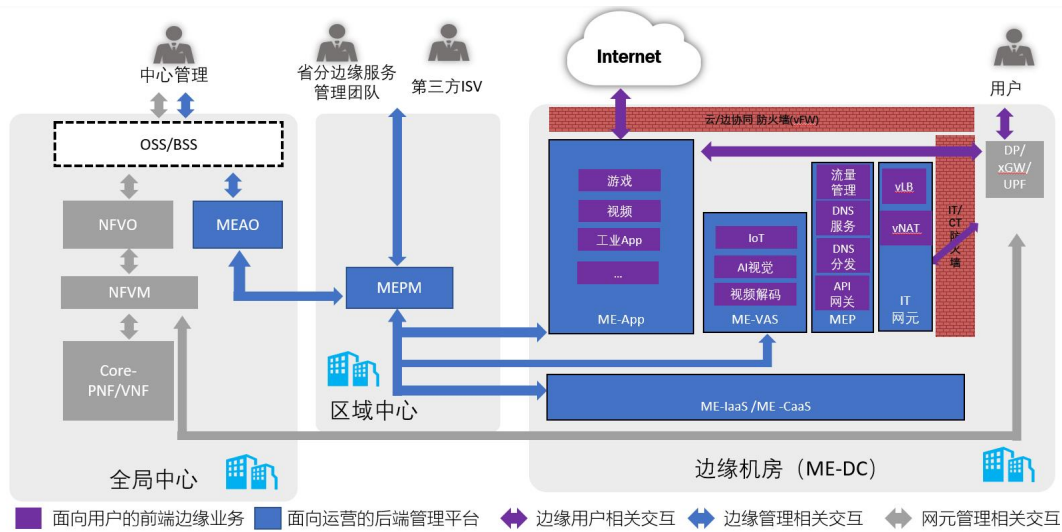 中心管理
省分边缘服务
管理团队
第三方ISV
Internet
用户
OSS/BSS
NFVO
MEAO
NFVM
Core-
PNF/VNF
全局中心
MEPM
区域中心
云/边协同 防火墙(vFW)
游戏
视频
工业App
...
ME-App
IoT
AI视觉
视频解码
ME-VAS
流量
管理
DNS
服务
DNS
分发
API
网关
MEP
vLB
vNAT
IT
网元
IT/
CT
防
火
墙
DP/
xGW/
UPF
ME-IaaS /ME -CaaS
边缘机房（ME-DC）
面向用户的前端边缘业务
面向运营的后端管理平台
边缘用户相关交互
边缘管理相关交互
网元管理相关交互